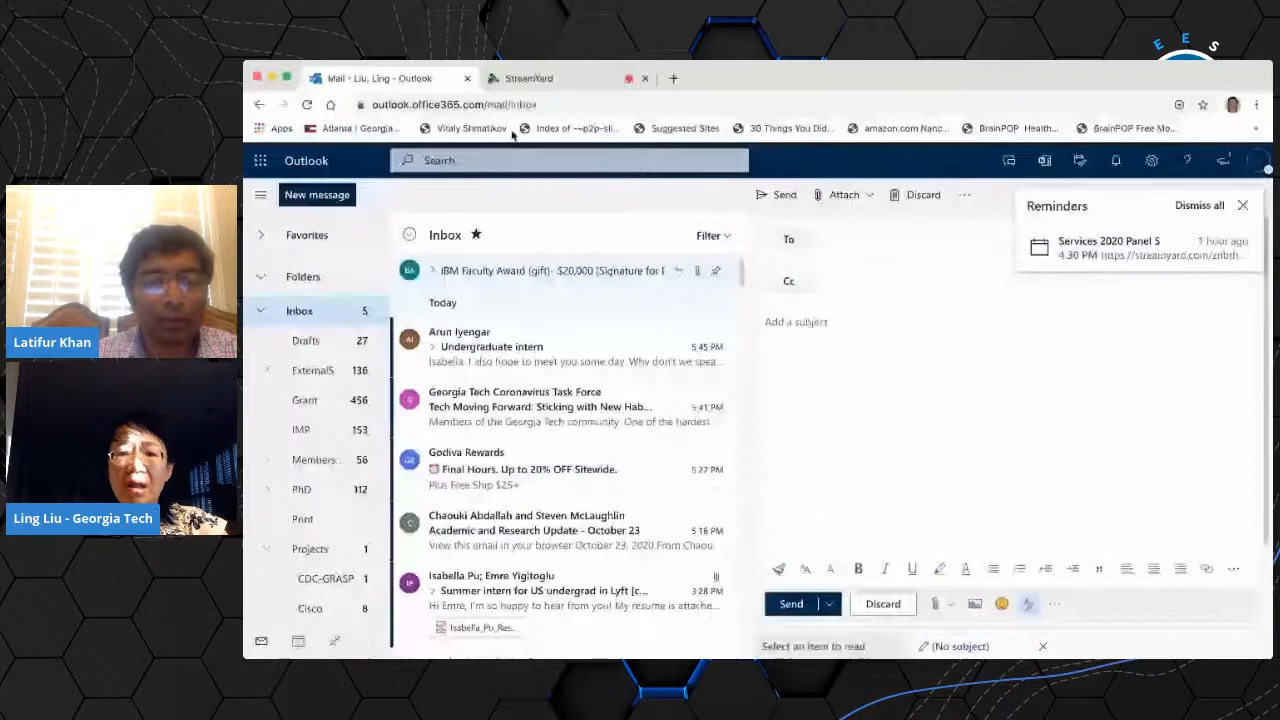 E E S
Mail - Liu, Ling - Outlook
StreamYard
outlook.office365.com/mail/inbox
Apps
Atlanta | Georgia...
Vitaly Shmatikov
Index of ~~p2p-sli...
Suggested Sites
30 Things You Did...
amazon.com Nanc...
BrainPOP Health...
BrainPOP Free Mo...
Outlook
Search
New message
Send
Attach
Discard
Reminders
Dismiss all
Services 2020 Panel 5
1 hour ago
4.30 PM
Favorites
Folders
Inbox 5
Drafts 27
ExternalS 136
Grant 456
IMP 153
Members.. 56
PhD 112
Print
Projects 1
CDC-GRASP 1
Cisco 8
Inbox ★
Filter
BA
IBM Faculty Award (gift)- $20,000 [Signature for
Today
AI
Arun Iyengar
Undergraduate intern 5:45 PM
Isabella, I also hope to meet you some day. Why don't we spea...
G
Georgia Tech Coronavirus Task Force
Tech Moving Forward: Sticking with New Hab... 5:41 PM
Members of the Georgia Tech community, One of the hardest
Godiva Rewards
Final Hours. Up to 20% OFF Sitewide. 5:27 PM
Plus Free Ship $25+
C
Chaouki Abdallah and Steven McLaughlin
Academic and Research Update - October 23 5:16 PM
View this email in your browser October 23, 2020 From Chaou
IP
Isabella Pu; Emre Yigitoglu
Summer intern for US undergrad in Lyft [c... 3:28 PM
Hi Emre, I'm so happy to hear from you! My resume is attache...
Isabella_Pu_Res...
To
Cc
Add a subject
B I U
Send
Discard
Select an item to read
(No subject)
Latifur Khan
Ling Liu - Georgia Tech